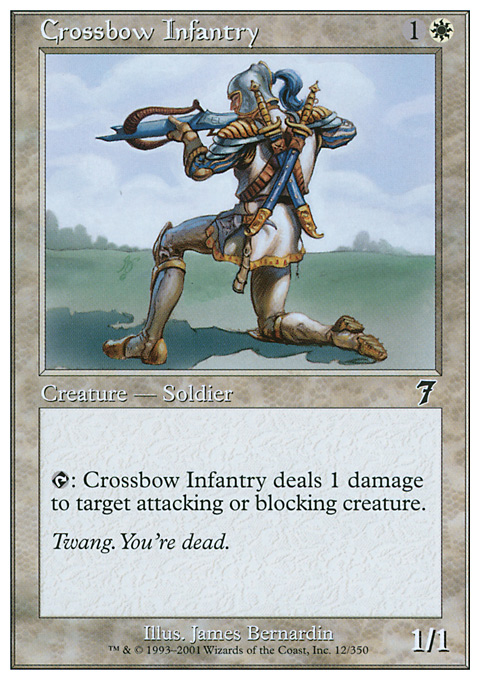 Crossbow Infantry 1
Creature — Soldier 7
: Crossbow Infantry deals 1 damage
to target attacking or blocking creature.
Twang. You're dead.
Illus. James Bernardin
1/1
™ & © 1993–2001 Wizards of the Coast, Inc. 12/350